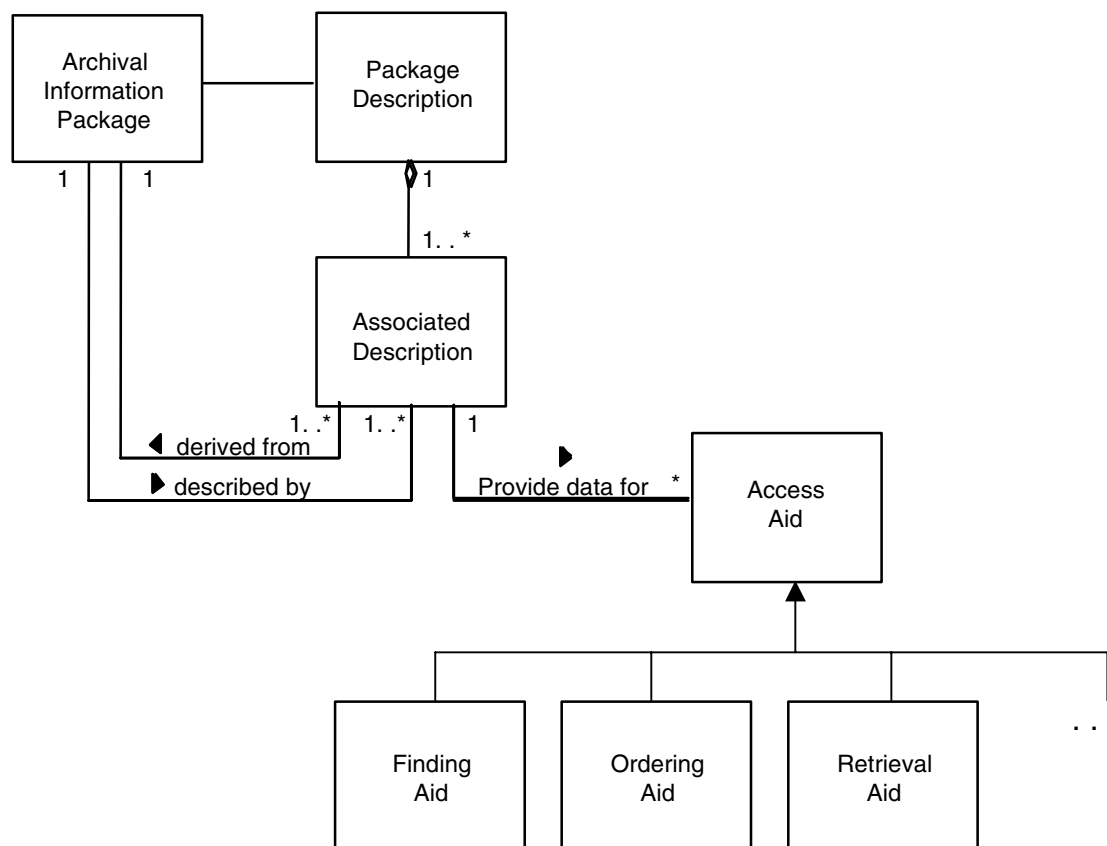 Archival
Information
Package
Package
Description
1
1
1
1. . *
Associated
Description
1. .*
1. .*
1
derived from
described by
Provide data for
*
Access
Aid
Finding
Aid
Ordering
Aid
Retrieval
Aid
. .